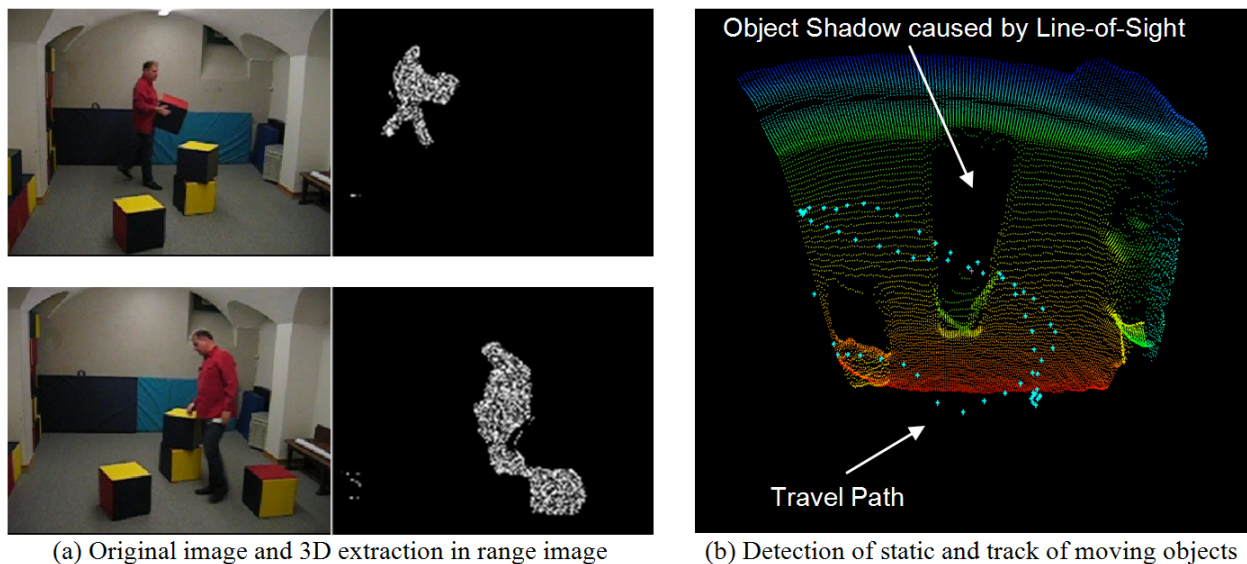 Object Shadow caused by Line-of-Sight
Travel Path
(a) Original image and 3D extraction in range image
(b) Detection of static and track of moving objects